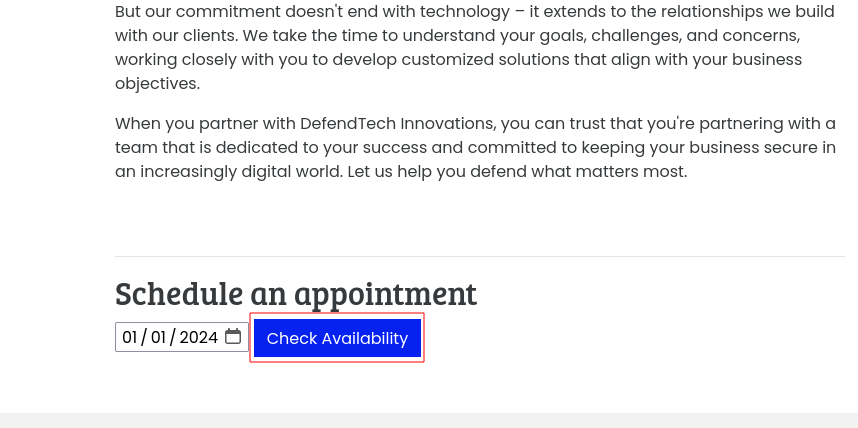 But our commitment doesn't end with technology – it extends to the relationships we build
with our clients. We take the time to understand your goals, challenges, and concerns,
working closely with you to develop customized solutions that align with your business
objectives.
When you partner with DefendTech Innovations, you can trust that you're partnering with a
team that is dedicated to your success and committed to keeping your business secure in
an increasingly digital world. Let us help you defend what matters most.
Schedule an appointment
01 / 01 / 2024 Check Availability